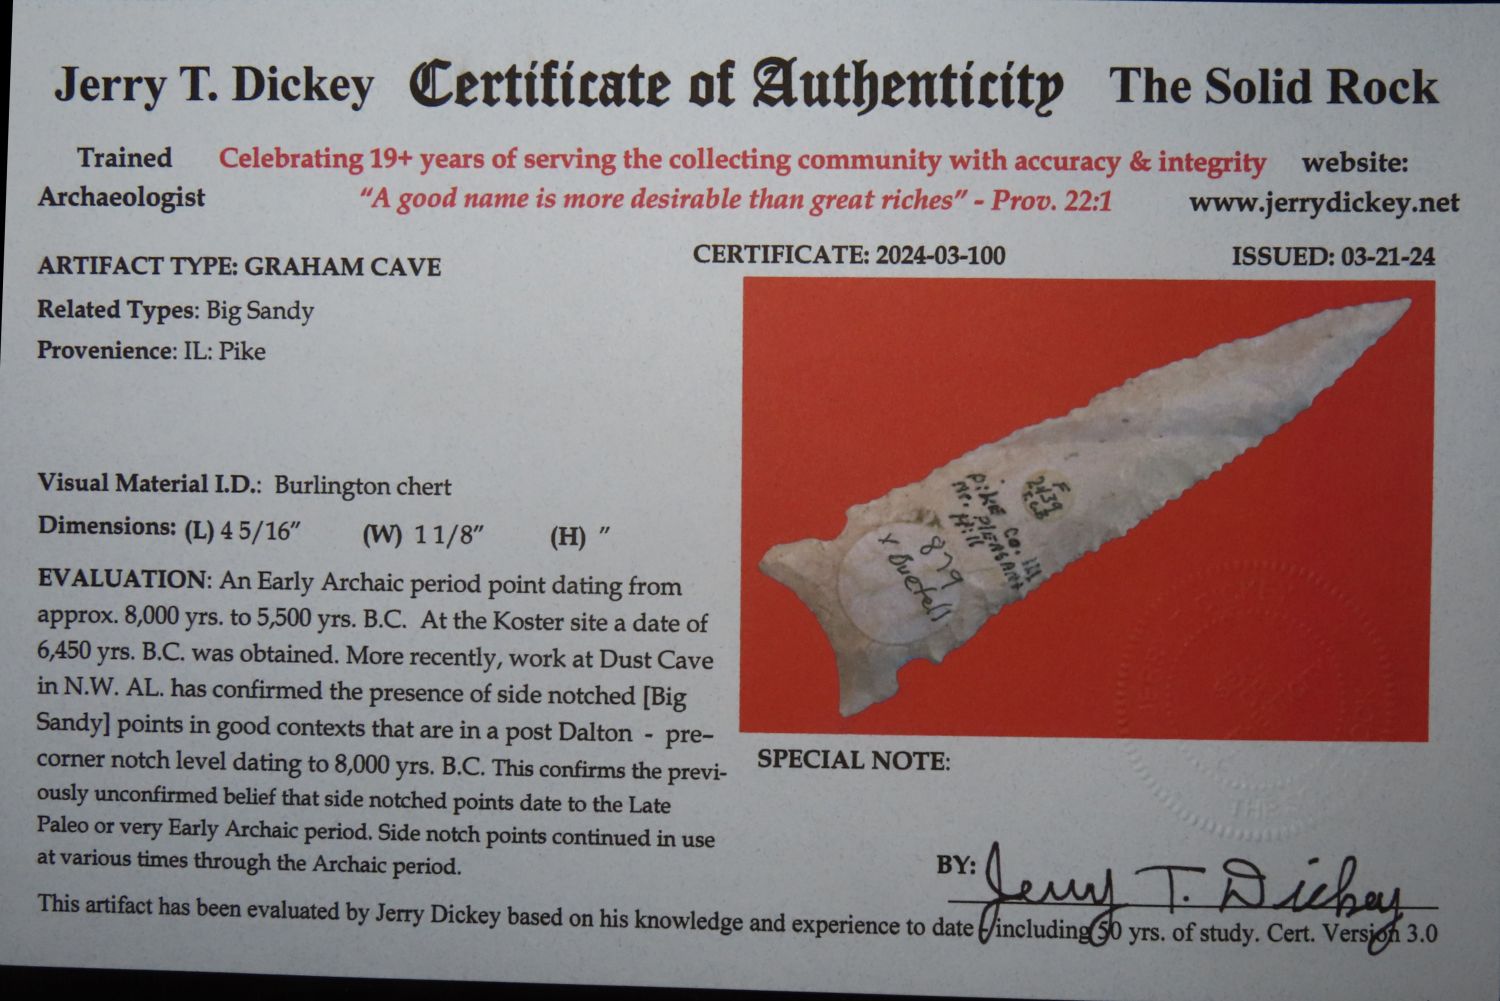 Jerry T. Dickey Certificate of Authenticity The Solid Rock
Trained Celebrating 19+ years of serving the collecting community with accuracy & integrity website:
Archaeologist "A good name is more desirable than great riches" - Prov. 22:1 www.jerrydickey.net
ARTIFACT TYPE: GRAHAM CAVE
CERTIFICATE: 2024-03-100 ISSUED: 03-21-24
Related Types: Big Sandy
Provenience: IL: Pike
Visual Material I.D.: Burlington chert
Dimensions: (L) 4 5/16” (W) 1 1/8” (H) ”
EVALUATION: An Early Archaic period point dating from
approx. 8,000 yrs. to 5,500 yrs. B.C. At the Koster site a date of
6,450 yrs. B.C. was obtained. More recently, work at Dust Cave
in N.W. AL. has confirmed the presence of side notched [Big
Sandy] points in good contexts that are in a post Dalton - pre–
corner notch level dating to 8,000 yrs. B.C. This confirms the previ-
ously unconfirmed belief that side notched points date to the Late
Paleo or very Early Archaic period. Side notch points continued in use
at various times through the Archaic period.
F
2439
Pike Co. Ill
Nr. Pleasant
Hill
879
SPECIAL NOTE:
BY: Jerry T. Dickey
This artifact has been evaluated by Jerry Dickey based on his knowledge and experience to date - including 50 yrs. of study. Cert. Version 3.0